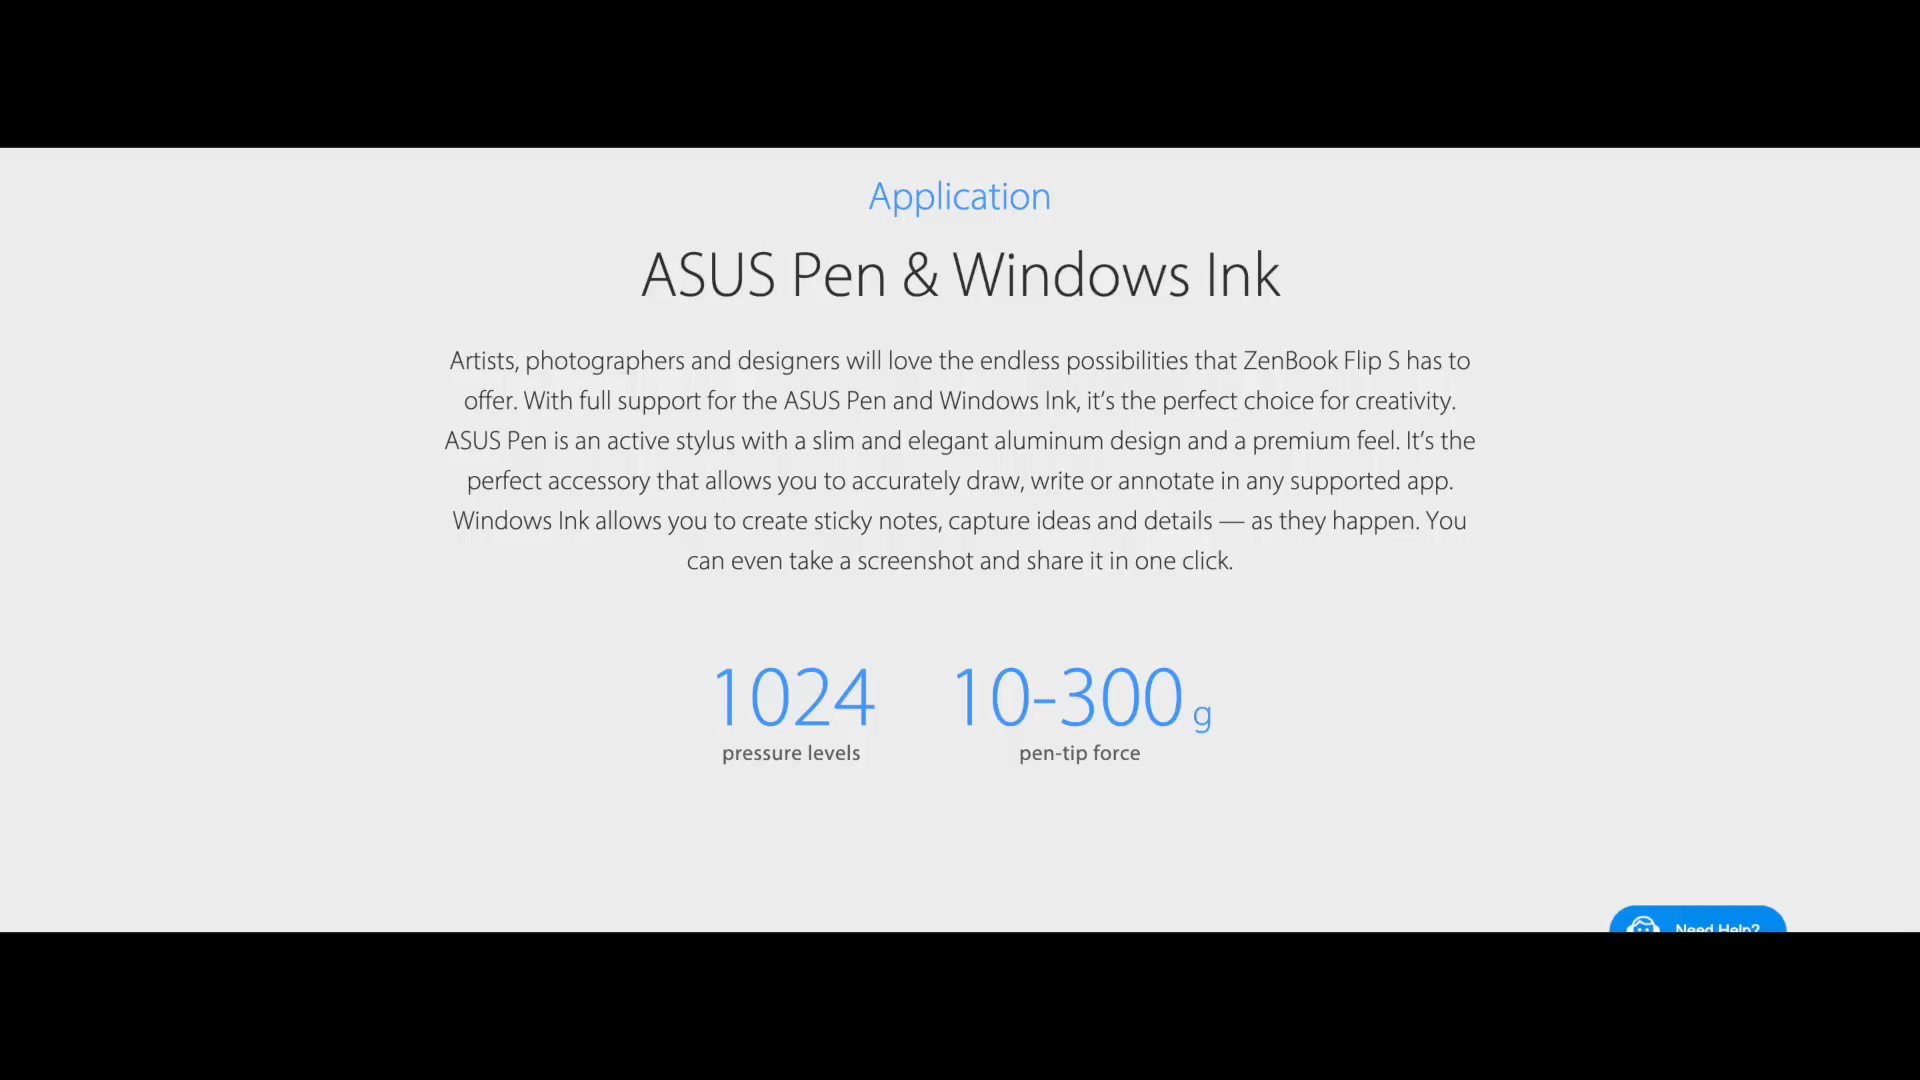 Application
ASUS Pen & Windows Ink
Artists, photographers and designers will love the endless possibilities that ZenBook Flip S has to
offer. With full support for the ASUS Pen and Windows Ink, it’s the perfect choice for creativity.
ASUS Pen is an active stylus with a slim and elegant aluminum design and a premium feel. It’s the
perfect accessory that allows you to accurately draw, write or annotate in any supported app.
Windows Ink allows you to create sticky notes, capture ideas and details — as they happen. You
can even take a screenshot and share it in one click.
1024 10-300 g
pressure levels pen-tip force
Need Help?